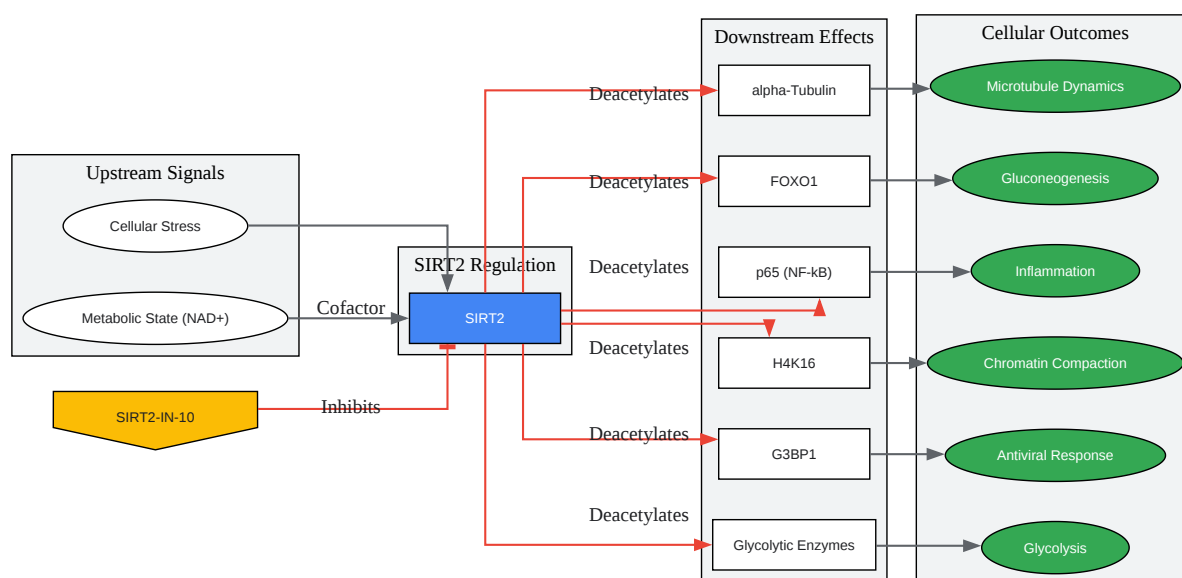 Upstream Signals
Cellular Stress
Metabolic State (NAD+)
SIRT2-IN-10
Cofactor
Inhibits
SIRT2 Regulation
SIRT2
Deacetylates
Deacetylates
Deacetylates
Deacetylates
Deacetylates
Deacetylates
Downstream Effects
alpha-Tubulin
FOXO1
p65 (NF-kB)
H4K16
G3BP1
Glycolytic Enzymes
Cellular Outcomes
Microtubule Dynamics
Gluconeogenesis
Inflammation
Chromatin Compaction
Antiviral Response
Glycolysis